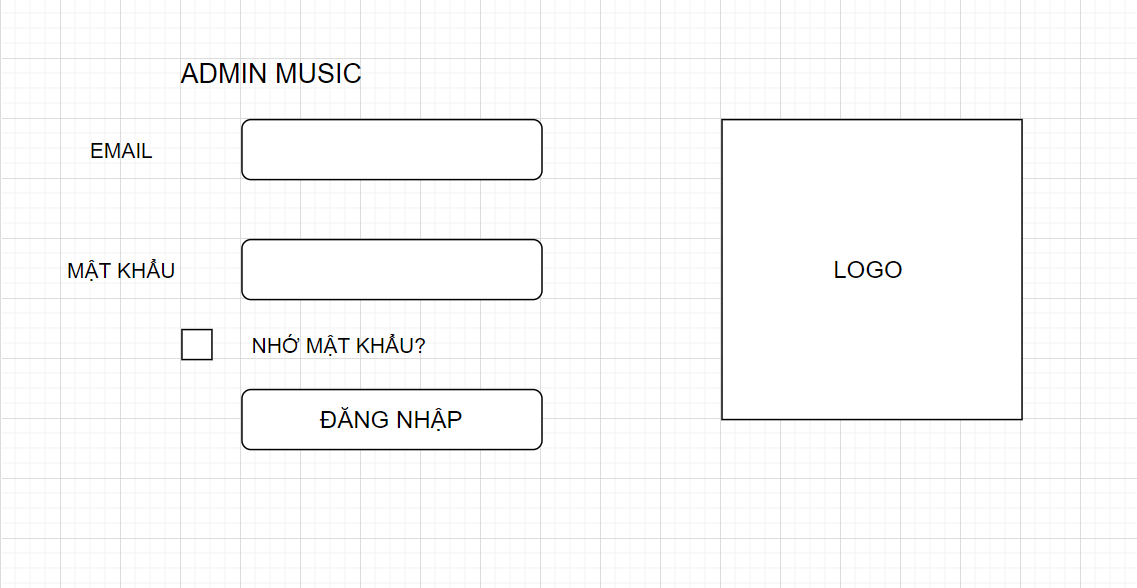 ADMIN MUSIC
EMAIL
MẬT KHẨU
NHỚ MẬT KHẨU?
ĐĂNG NHẬP
LOGO